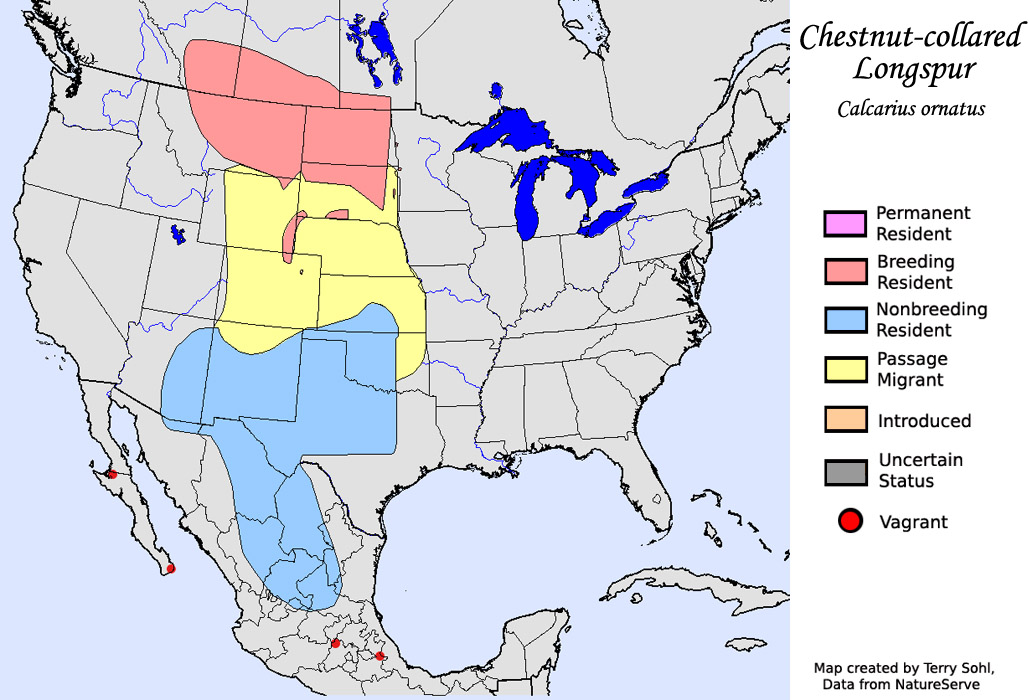 Chestnut-collared
Longspur
Calcarius ornatus
Permanent
Resident
Breeding
Resident
Nonbreeding
Resident
Passage
Migrant
Introduced
Uncertain
Status
Vagrant
Map created by Terry Sohl,
Data from NatureServe